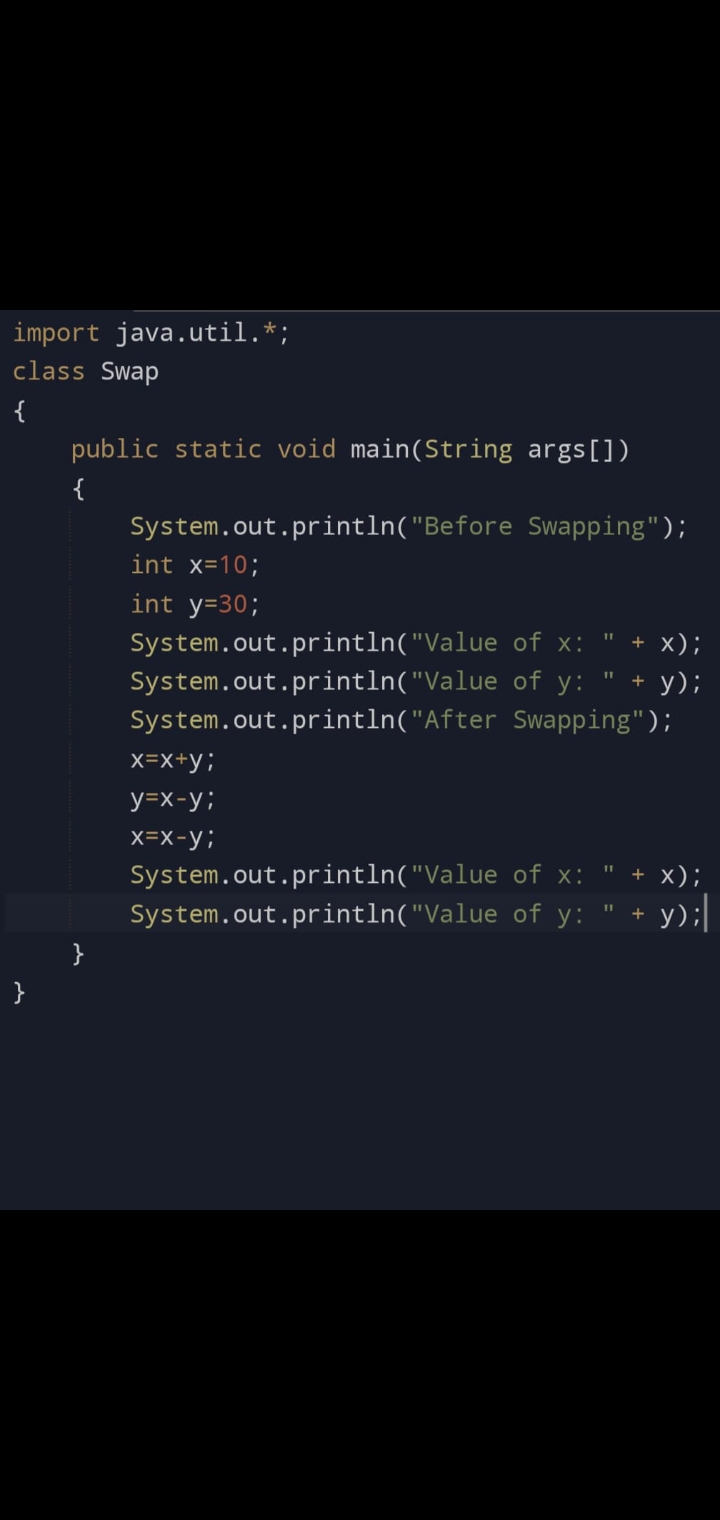 import java.util.*;
class Swap
{
    public static void main(String args[])
    {
        System.out.println("Before Swapping");
        int x=10;
        int y=30;
        System.out.println("Value of x: " + x);
        System.out.println("Value of y: " + y);
        System.out.println("After Swapping");
        x=x+y;
        y=x-y;
        x=x-y;
        System.out.println("Value of x: " + x);
        System.out.println("Value of y: " + y);
    }
}